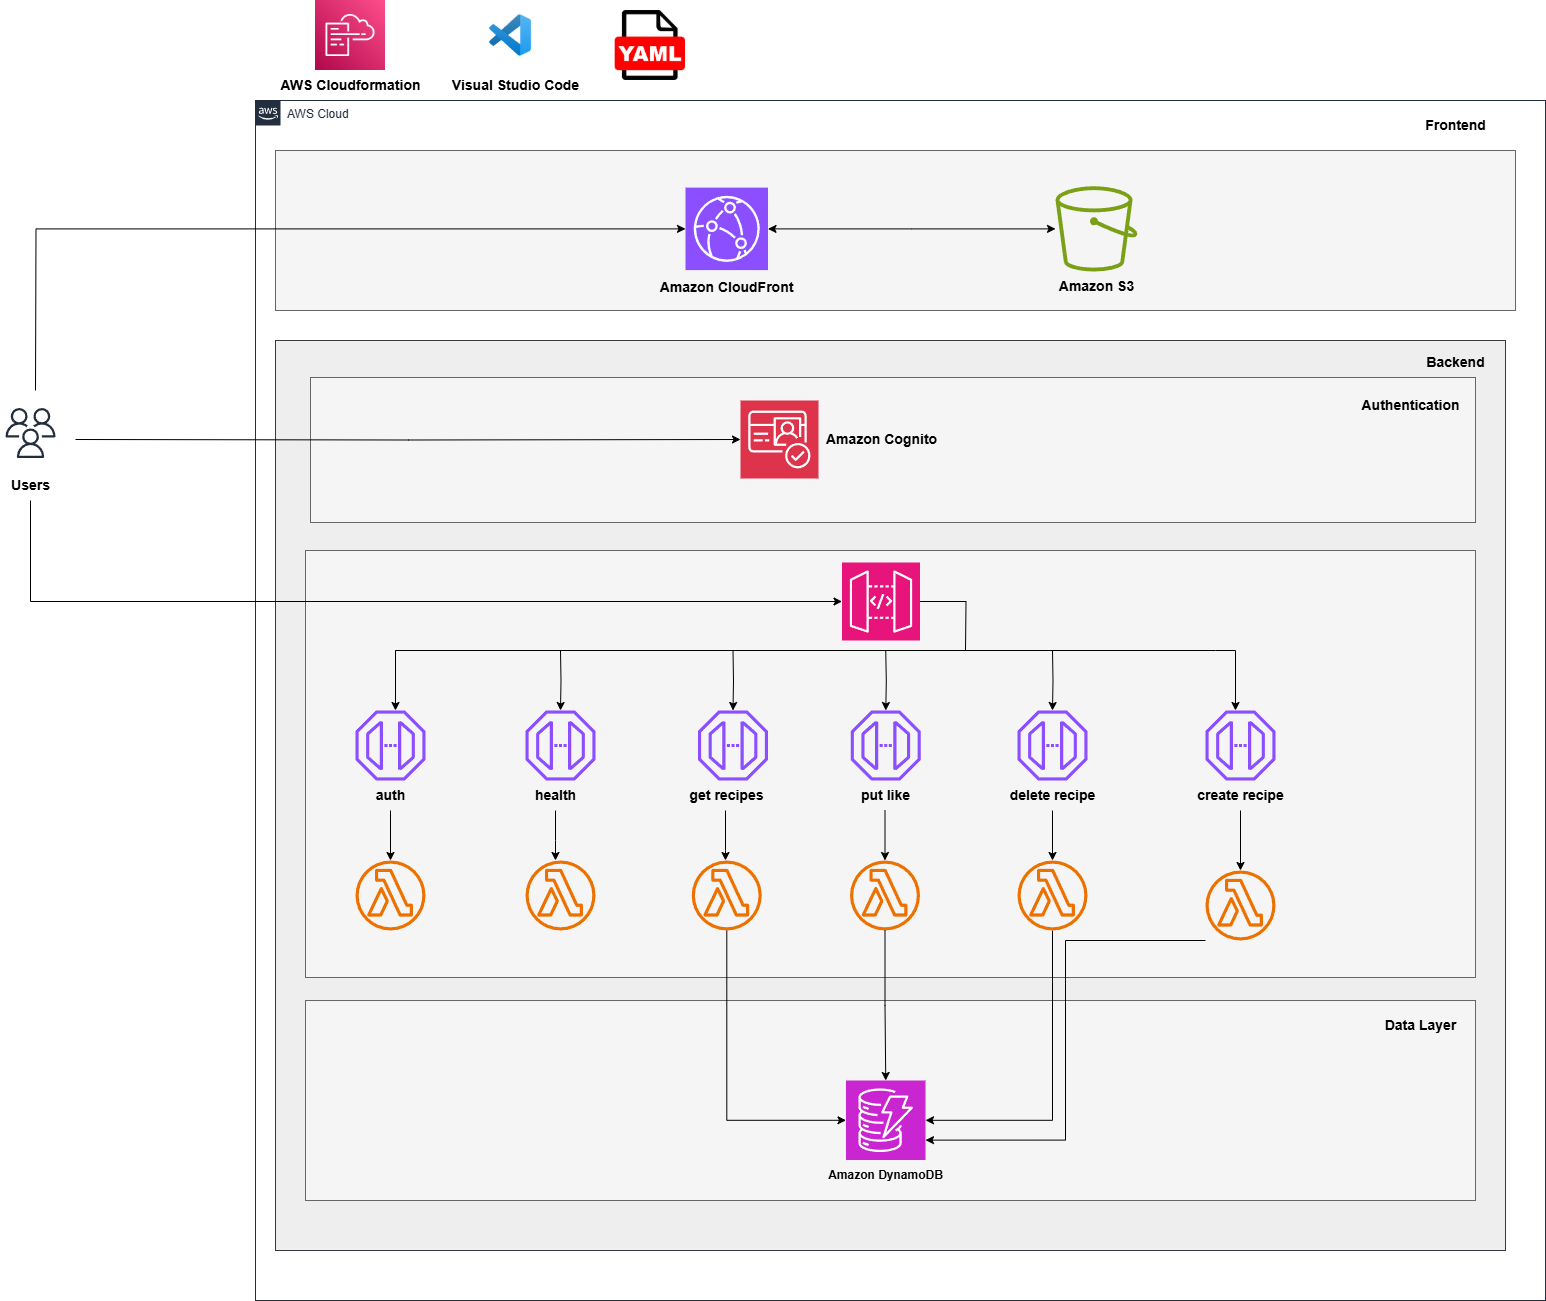 AWS Cloudformation
Visual Studio Code
YAML
aws
AWS Cloud
Frontend
Amazon CloudFront
Amazon S3
Backend
Authentication
Amazon Cognito
Users
</>
auth
health
get recipes
put like
delete recipe
create recipe
Data Layer
Amazon DynamoDB